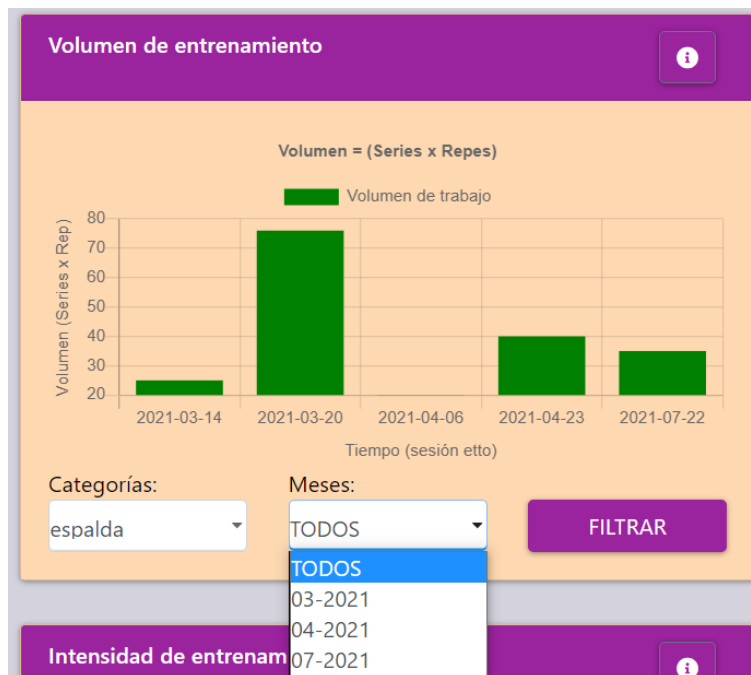 Volumen de entrenamiento
Volumen = (Series x Repes)
Volumen de trabajo
Volumen (Series x Rep)
80
70
60
50
40
30
20
2021-03-14 2021-03-20 2021-04-06 2021-04-23 2021-07-22
Tiempo (sesión etto)
Categorías: Meses:
espalda TODOS FILTRAR
TODOS
03-2021
04-2021
07-2021
Intensidad de entrenam